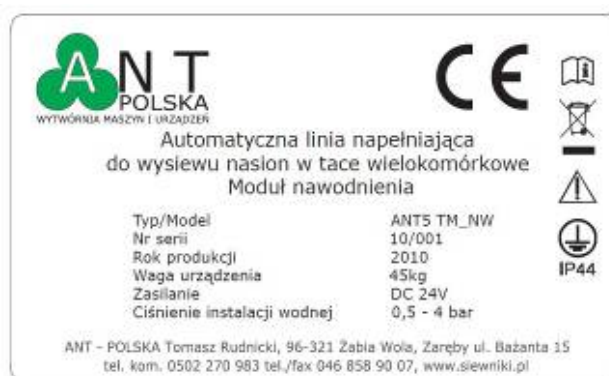 ANT
POLSKA
WYTWÓRNIA MASZYN I URZĄDZEŃ
CE
Automatyczna linia napełniająca
do wysiewu nasion w tace wielokomórkowe
Moduł nawodnienia
Typ/Model ANT5 TM_NW
Nr serii 10/001
Rok produkcji 2010
Waga urządzenia 45kg
Zasilanie DC 24V
Ciśnienie instalacji wodnej 0,5 - 4 bar
IP44
ANT - POLSKA Tomasz Rudnicki, 96-321 Żabia Wola, Zaręby ul. Bażanta 15
tel. kom. 0502 270 983 tel./fax 046 858 90 07, www.siewniki.pl